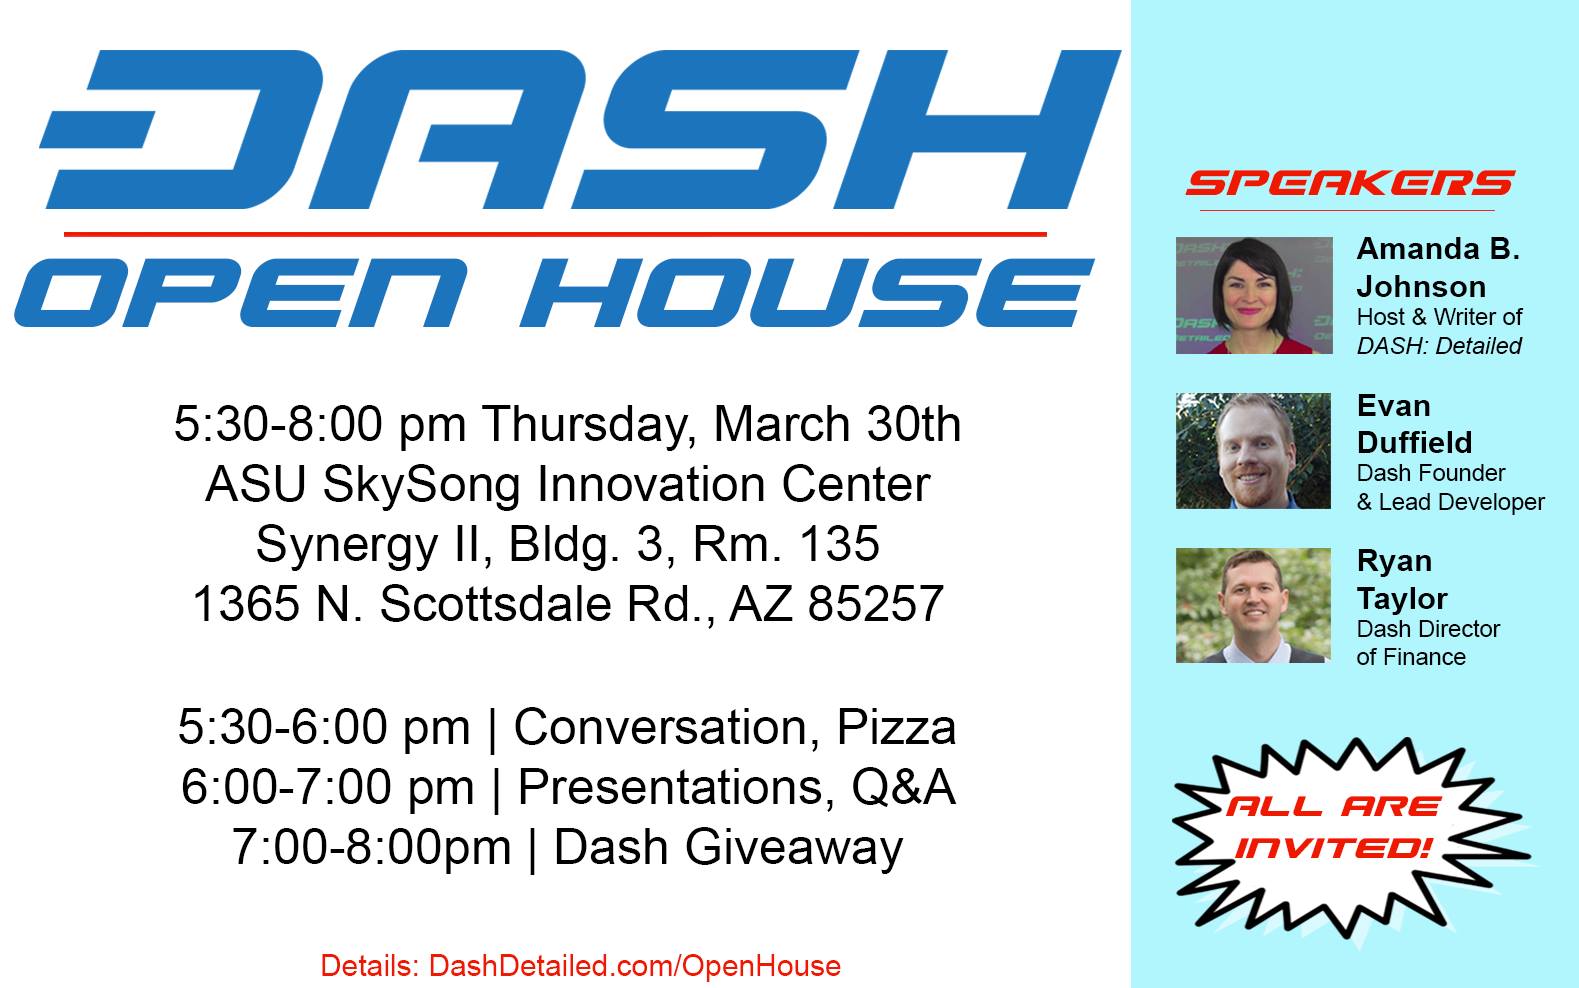 DASH
OPEN HOUSE
5:30-8:00 pm Thursday, March 30th
ASU SkySong Innovation Center
Synergy II, Bldg. 3, Rm. 135
1365 N. Scottsdale Rd., AZ 85257
5:30-6:00 pm | Conversation, Pizza
6:00-7:00 pm | Presentations, Q&A
7:00-8:00pm | Dash Giveaway
Details: DashDetailed.com/OpenHouse
SPEAKERS
Amanda B.
Johnson
Host & Writer of
DASH: Detailed
Evan
Duffield
Dash Founder
& Lead Developer
Ryan
Taylor
Dash Director
of Finance
ALL ARE
INVITED!